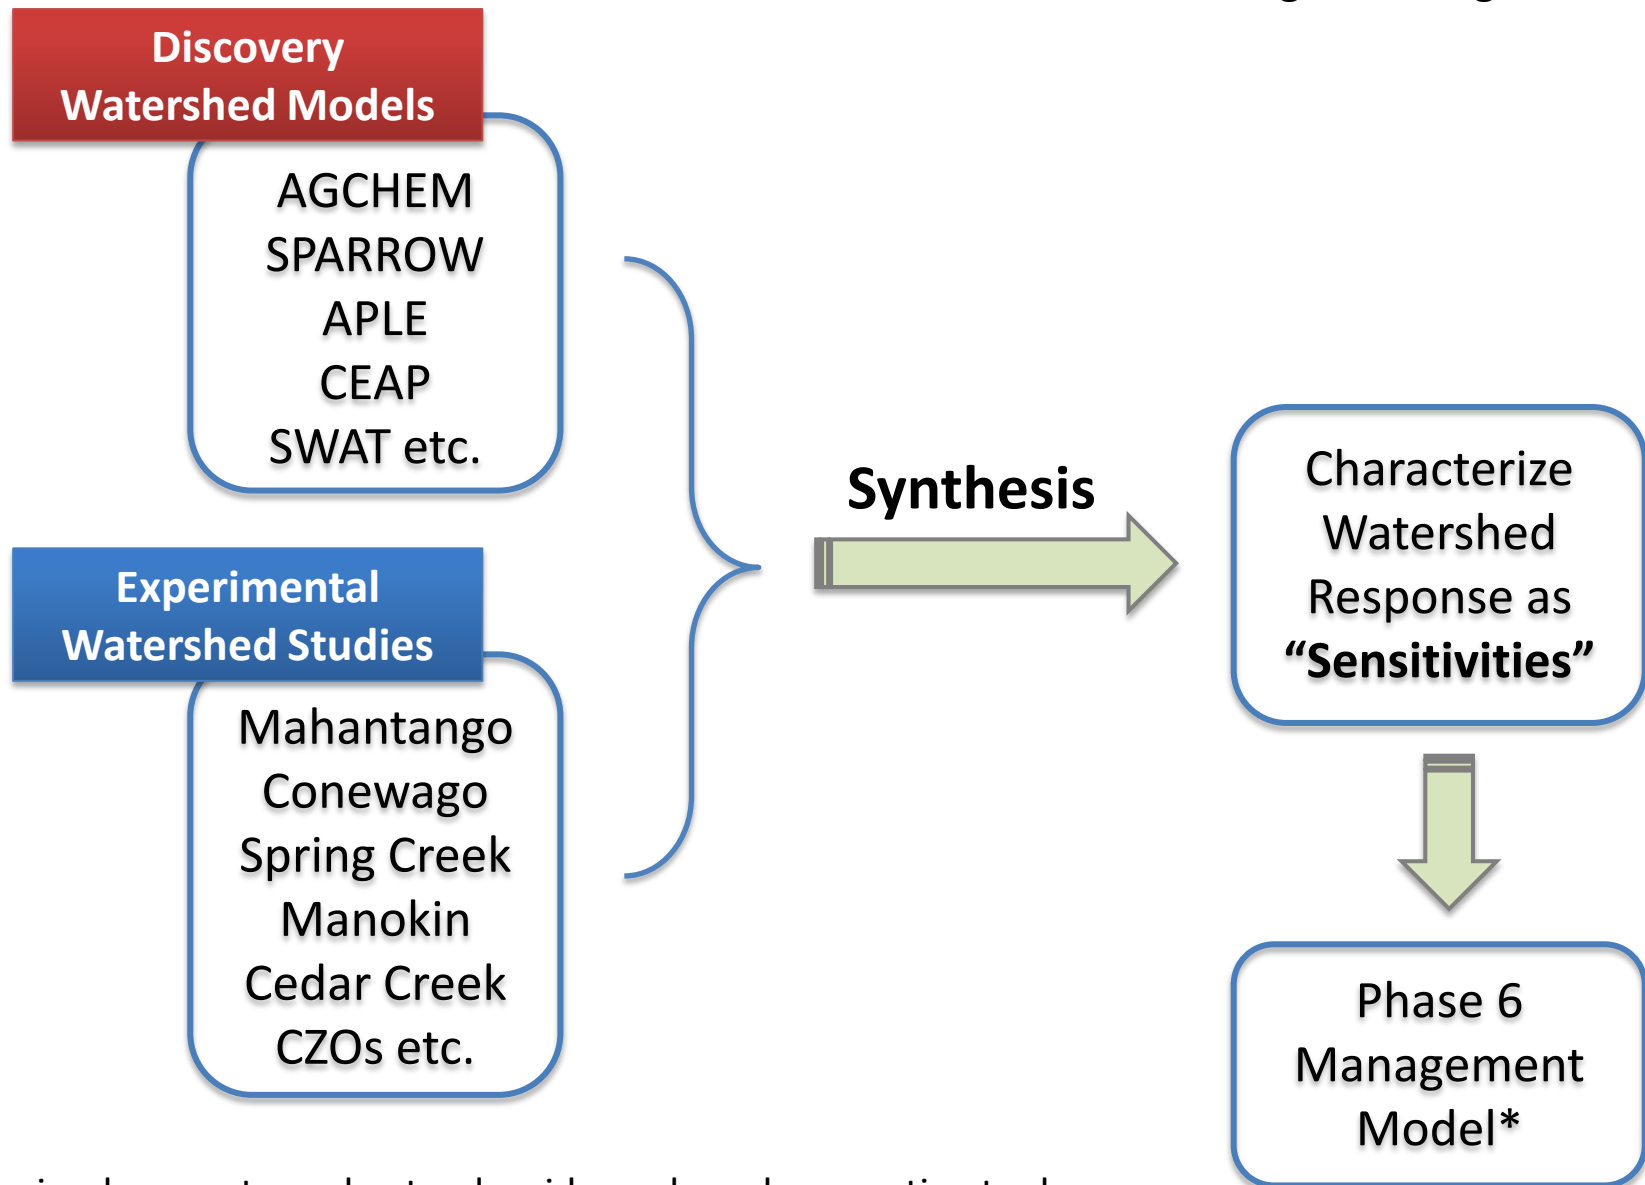 Discovery
Watershed Models
AGCHEM
SPARROW
APLE
CEAP
SWAT etc.
Experimental
Watershed Studies
Mahantango
Conewago
Spring Creek
Manokin
Cedar Creek
CZOs etc.
Synthesis
Characterize
Watershed
Response as
“Sensitivities”
Phase 6
Management
Model*